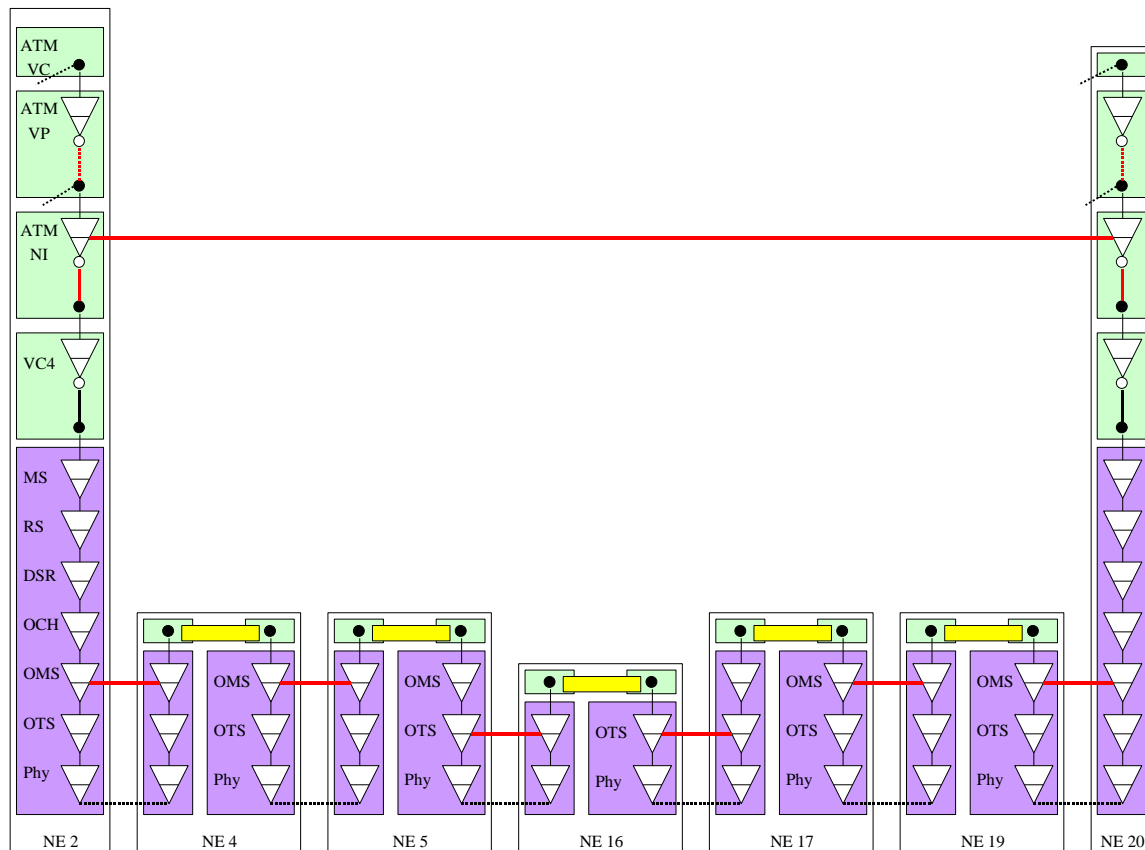 ATM
VC
ATM
VP
ATM
NI
VC4
MS
RS
DSR
OCH
OMS
OMS
OMS
OMS
OTS
OTS
OTS
OTS
OTS
OTS
Phy
Phy
Phy
Phy
Phy
Phy
NE 2
NE 4
NE 5
NE 16
NE 17
NE 19
NE 20